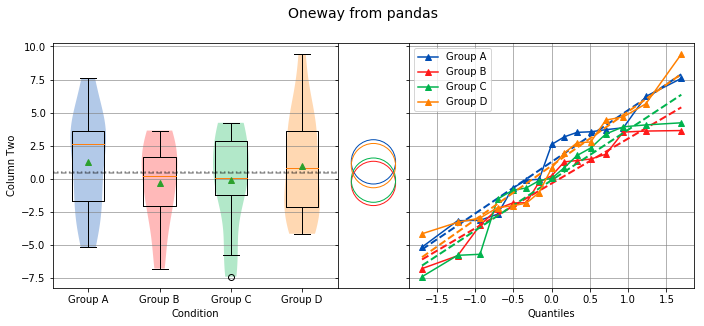 Oneway from pandas
10.0
7.5
5.0
2.5
0.0
−2.5
−5.0
−7.5
Column Two
Group A
Group B
Group C
Group D
Condition
Group A
Group B
Group C
Group D
−1.5
−1.0
−0.5
0.0
0.5
1.0
1.5
Quantiles